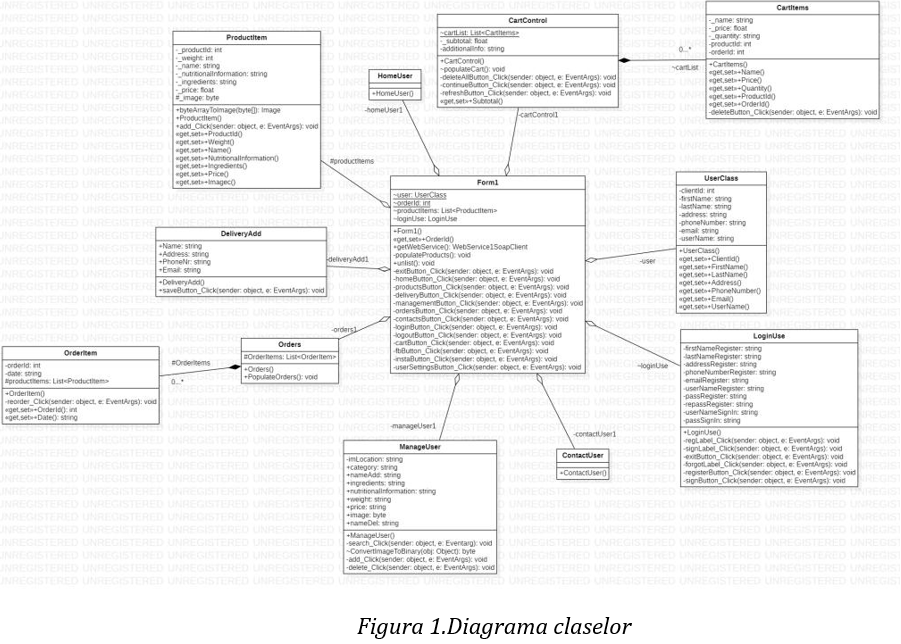 CartControl
~cartList: List<CartItems>
-_subtotal: float
-additionalInfo: string
+CartControl()
~populateCart(): void
-deleteAllButton_Click(sender: object, e: EventArgs): void
-continueButton_Click(sender: object, e: EventArgs): void
-refreshButton_Click(sender: object, e: EventArgs): void
«get,set»+Subtotal()
CartItems
-_name: string
-_price: float
-_quantity: string
-productId: int
-orderId: int
+CartItems()
«get,set»+Name()
«get,set»+Price()
«get,set»+Quantity()
«get,set»+ProductId()
«get,set»+OrderId()
-deleteButton_Click(sender: object, e: EventArgs): void
0...*
~cartList
ProductItem
-_productId: int
-_weight: int
-_name: string
-_nutritionalInformation: string
-_ingredients: string
-_price: float
#_image: byte
+byteArrayToImage(byte[]): Image
+ProductItem()
+add_Click(sender: object, e: EventArgs): void
«get,set»+ProductId()
«get,set»+Weight()
«get,set»+Name()
«get,set»+NutritionalInformation()
«get,set»+Ingredients()
«get,set»+Price()
«get,set»+Imagec()
HomeUser
+HomeUser()
-homeUser1
-cartControl1
#productItems
Form1
~user: UserClass
~orderId: int
~productItems: List<ProductItem>
~loginUse: LoginUse
+Form1()
«get,set»+OrderId()
+getWebService(): WebService1SoapClient
-populateProducts(): void
+unlist(): void
-exitButton_Click(sender: object, e: EventArgs): void
-homeButton_Click(sender: object, e: EventArgs): void
-productsButton_Click(sender: object, e: EventArgs): void
-deliveryButton_Click(sender: object, e: EventArgs): void
-managementButton_Click(sender: object, e: EventArgs): void
-ordersButton_Click(sender: object, e: EventArgs): void
-contactsButton_Click(sender: object, e: EventArgs): void
-loginButton_Click(sender: object, e: EventArgs): void
-logoutButton_Click(sender: object, e: EventArgs): void
-cartButton_Click(sender: object, e: EventArgs): void
-fbButton_Click(sender: object, e: EventArgs): void
-instaButton_Click(sender: object, e: EventArgs): void
-userSettingsButton_Click(sender: object, e: EventArgs): void
UserClass
-clientId: int
-firstName: string
-lastName: string
-address: string
-phoneNumber: string
-email: string
-userName: string
+UserClass()
«get,set»+ClientId()
«get,set»+FirstName()
«get,set»+LastName()
«get,set»+Address()
«get,set»+PhoneNumber()
«get,set»+Email()
«get,set»+UserName()
-user
DeliveryAdd
+Name: string
+Address: string
+PhoneNr: string
+Email: string
+DeliveryAdd()
+saveButton_Click(sender: object, e: EventArgs): void
-deliveryAdd1
-orders1
Orders
#OrderItems: List<OrderItem>
+Orders()
+PopulateOrders(): void
#OrderItems
0...*
OrderItem
-orderId: int
-date: string
#productItems: List<ProductItem>
+OrderItem()
-reorder_Click(sender: object, e: EventArgs): void
«get,set»+OrderId(): int
«get,set»+Date(): string
~loginUse
LoginUse
-firstNameRegister: string
-lastNameRegister: string
-addressRegister: string
-phoneNumberRegister: string
-emailRegister: string
-userNameRegister: string
-passRegister: string
-repassRegister: string
-userNameSignIn: string
-passSignIn: string
+LoginUse()
-regLabel_Click(sender: object, e: EventArgs): void
-signLabel_Click(sender: object, e: EventArgs): void
-exitButton_Click(sender: object, e: EventArgs): void
-forgotLabel_Click(sender: object, e: EventArgs): void
-registerButton_Click(sender: object, e: EventArgs): void
-signButton_Click(sender: object, e: EventArgs): void
-manageUser1
-contactUser1
ManageUser
-imLocation: string
+category: string
+nameAdd: string
+ingredients: string
+nutritionalInformation: string
+weight: string
+price: string
+image: byte
+nameDel: string
+ManageUser()
-search_Click(sender: object, e: Eventarg): void
~ConvertImageToBinary(obj: Object): byte
-add_Click(sender: object, e: EventArgs): void
-delete_Click(sender: object, e: EventArgs): void
ContactUser
+ContactUser()
Figura 1.Diagrama claselor